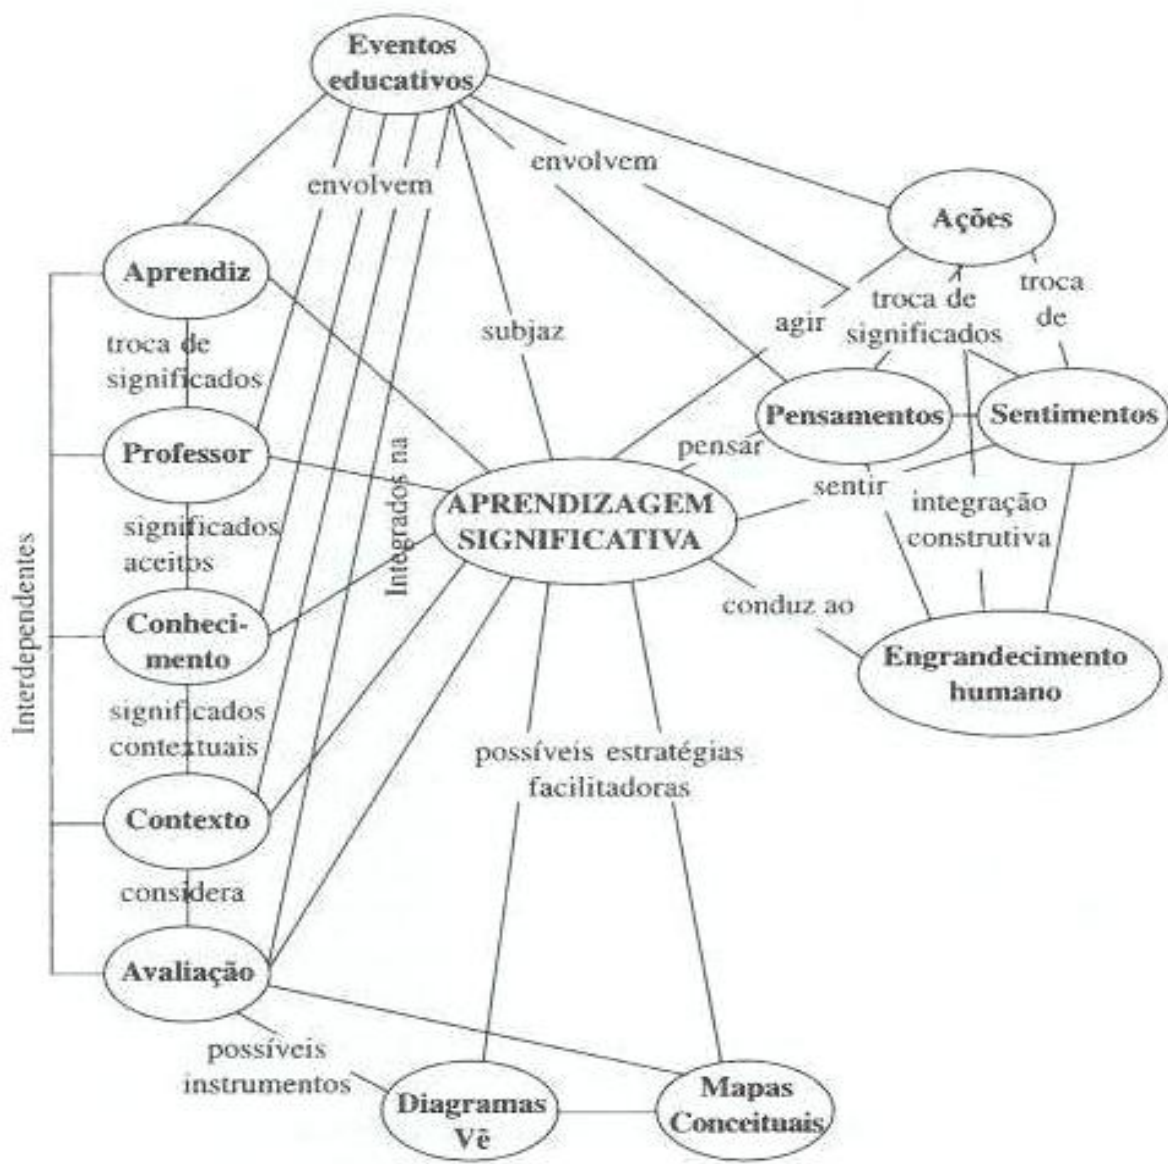 Eventos
educativos
envolvem
envolvem
Ações
Aprendiz
subjaz
agir
troca de
significados
troca
de
troca de
significados
Pensamentos
Sentimentos
Professor
pensar
sentir
Integrados na
APRENDIZAGEM
SIGNIFICATIVA
integração
construtiva
significados
aceitos
Interdependentes
Conheci-
mento
conduz ao
Engrandecimento
humano
significados
contextuais
possíveis estratégias
facilitadoras
Contexto
considera
Avaliação
possíveis
instrumentos
Diagramas
Vê
Mapas
Conceituais